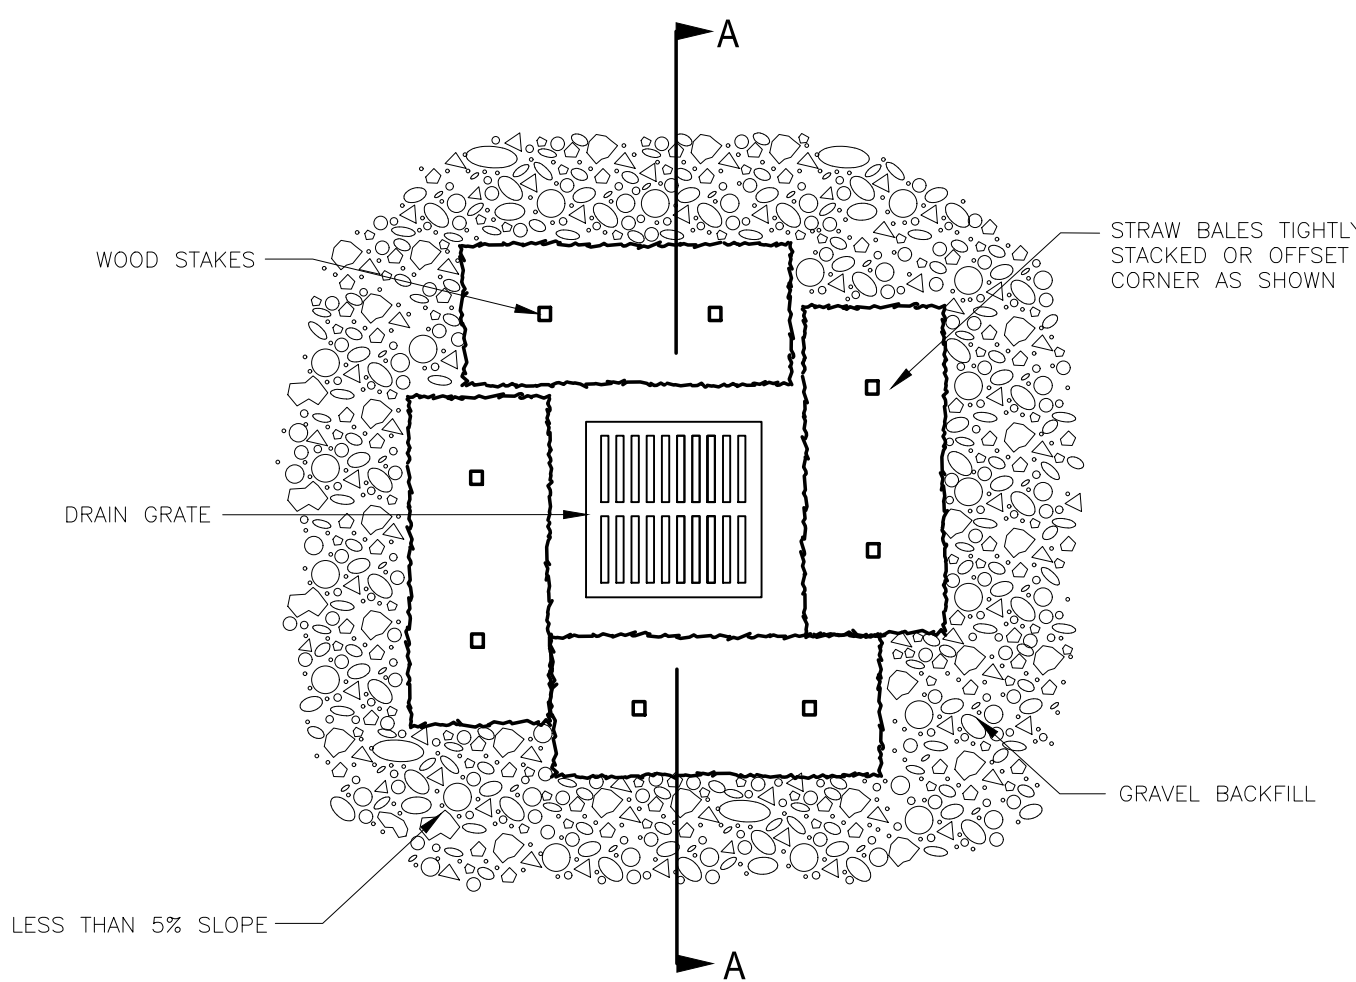 A
STRAW BALES TIGHTLY
STACKED OR OFFSET
CORNER AS SHOWN
WOOD STAKES
DRAIN GRATE
GRAVEL BACKFILL
LESS THAN 5% SLOPE
A